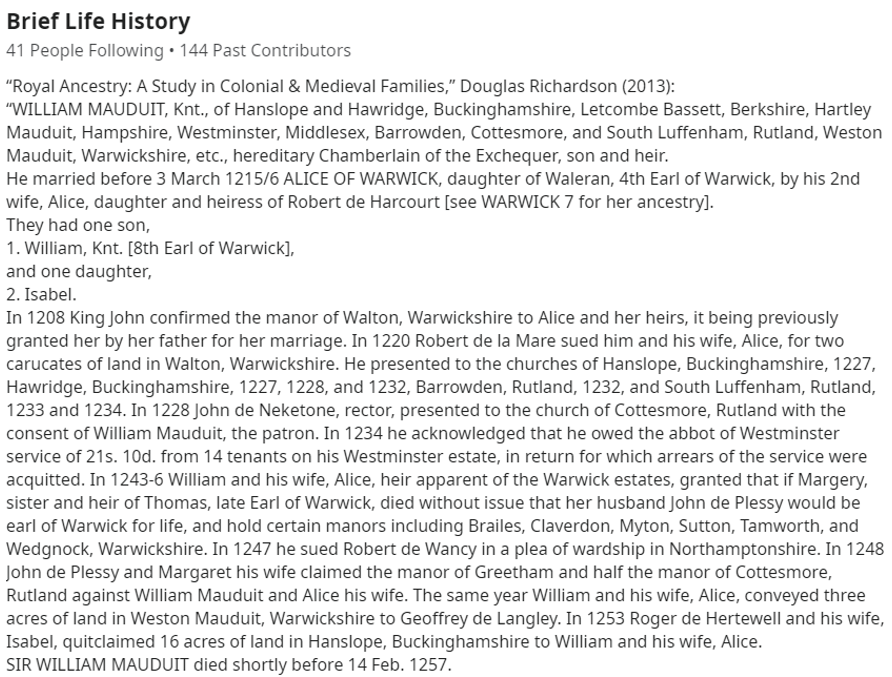 Brief Life History
41 People Following • 144 Past Contributors
“Royal Ancestry: A Study in Colonial & Medieval Families,” Douglas Richardson (2013):
“WILLIAM MAUDUIT, Knt., of Hanslope and Hawridge, Buckinghamshire, Letcombe Bassett, Berkshire, Hartley
Mauduit, Hampshire, Westminster, Middlesex, Barrowden, Cottesmore, and South Luffenham, Rutland, Weston
Mauduit, Warwickshire, etc., hereditary Chamberlain of the Exchequer, son and heir.
He married before 3 March 1215/6 ALICE OF WARWICK, daughter of Waleran, 4th Earl of Warwick, by his 2nd
wife, Alice, daughter and heiress of Robert de Harcourt [see WARWICK 7 for her ancestry].
They had one son,
1. William, Knt. [8th Earl of Warwick],
and one daughter,
2. Isabel.
In 1208 King John confirmed the manor of Walton, Warwickshire to Alice and her heirs, it being previously
granted her by her father for her marriage. In 1220 Robert de la Mare sued him and his wife, Alice, for two
carucates of land in Walton, Warwickshire. He presented to the churches of Hanslope, Buckinghamshire, 1227,
Hawridge, Buckinghamshire, 1227, 1228, and 1232, Barrowden, Rutland, 1232, and South Luffenham, Rutland,
1233 and 1234. In 1228 John de Neketone, rector, presented to the church of Cottesmore, Rutland with the
consent of William Mauduit, the patron. In 1234 he acknowledged that he owed the abbot of Westminster
service of 21s. 10d. from 14 tenants on his Westminster estate, in return for which arrears of the service were
acquitted. In 1243-6 William and his wife, Alice, heir apparent of the Warwick estates, granted that if Margery,
sister and heir of Thomas, late Earl of Warwick, died without issue that her husband John de Plessy would be
earl of Warwick for life, and hold certain manors including Brailes, Claverdon, Myton, Sutton, Tamworth, and
Wedgnock, Warwickshire. In 1247 he sued Robert de Wancy in a plea of wardship in Northamptonshire. In 1248
John de Plessy and Margaret his wife claimed the manor of Greetham and half the manor of Cottesmore,
Rutland against William Mauduit and Alice his wife. The same year William and his wife, Alice, conveyed three
acres of land in Weston Mauduit, Warwickshire to Geoffrey de Langley. In 1253 Roger de Hertewell and his wife,
Isabel, quitclaimed 16 acres of land in Hanslope, Buckinghamshire to William and his wife, Alice.
SIR WILLIAM MAUDUIT died shortly before 14 Feb. 1257.